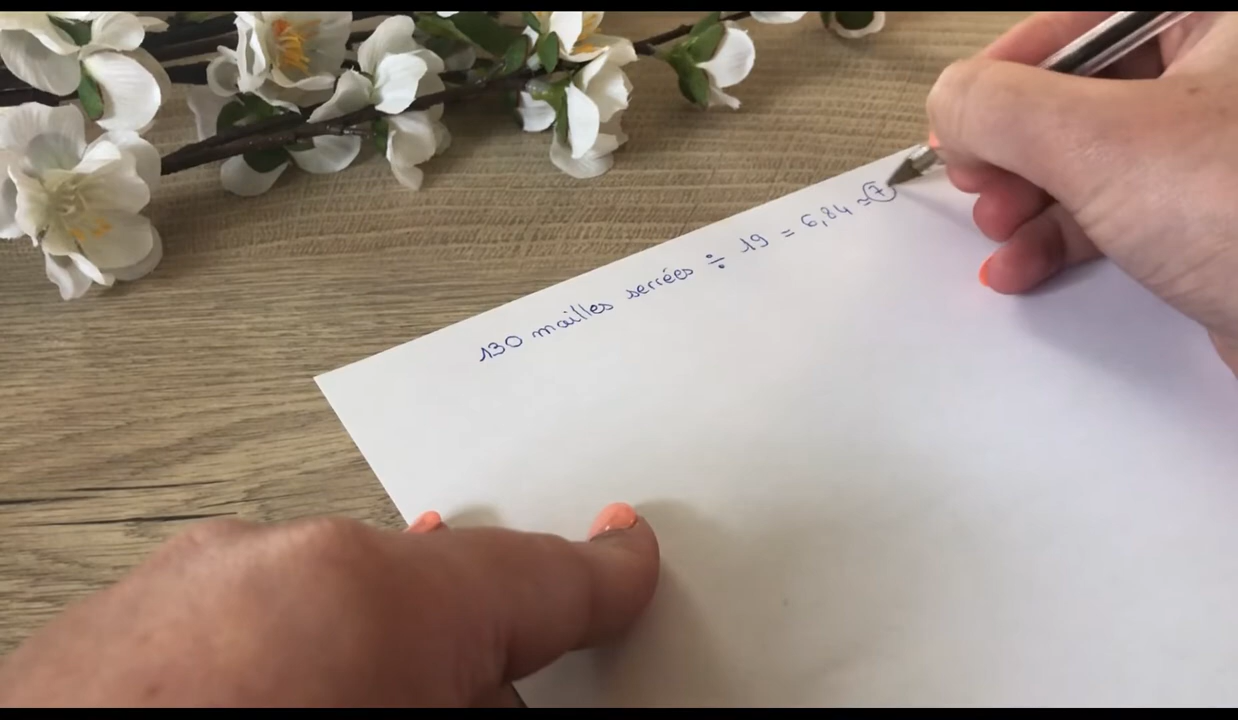 130 mailles serrées ÷ 19 = 6,84 ≈ 7